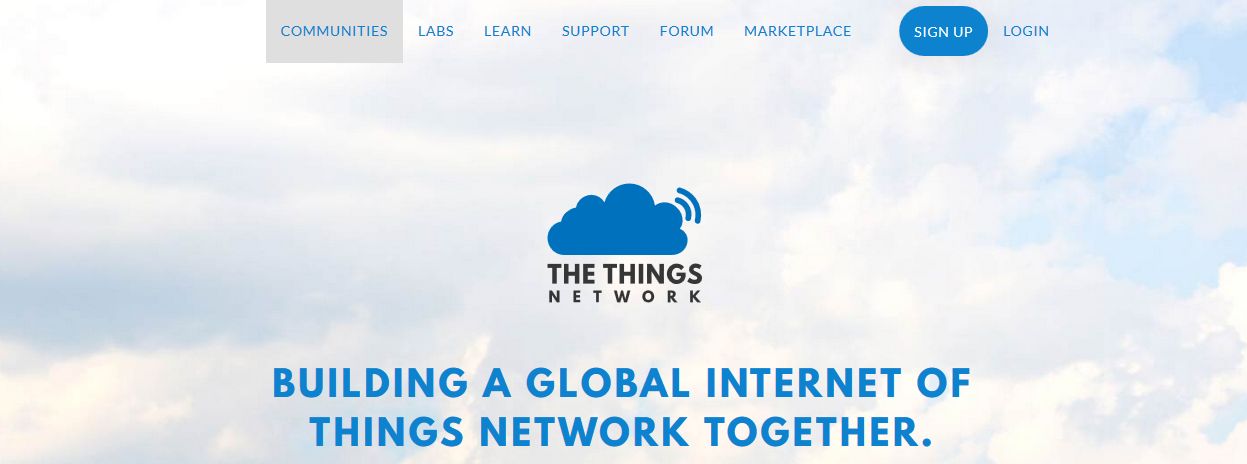 COMMUNITIES LABS LEARN SUPPORT FORUM MARKETPLACE SIGN UP LOGIN
THE THINGS
NETWORK
BUILDING A GLOBAL INTERNET OF
THINGS NETWORK TOGETHER.